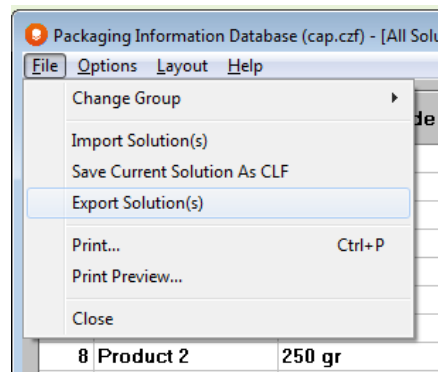 Packaging Information Database (cap.czf) - [All Solu
File Options Layout Help
Change Group
de
Import Solution(s)
Save Current Solution As CLF
Export Solution(s)
Print... Ctrl+P
Print Preview...
Close
8 Product 2 250 gr